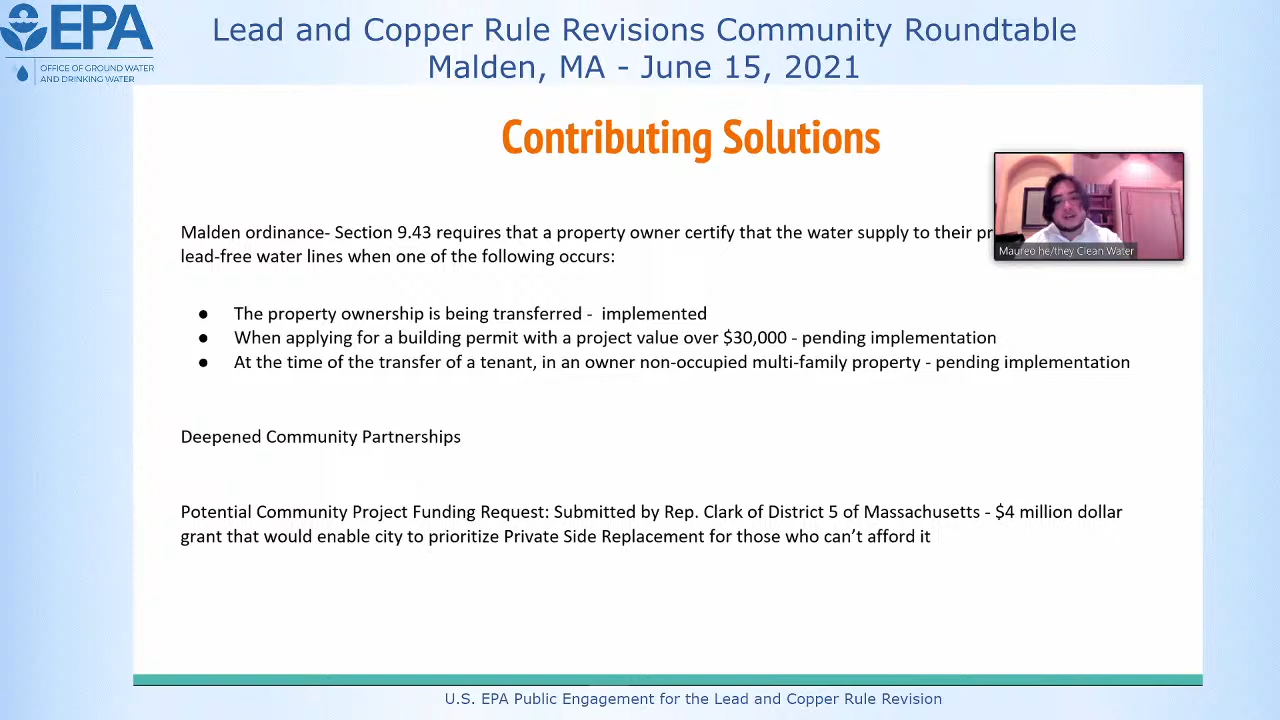 EPA
OFFICE OF GROUND WATER
AND DRINKING WATER
Lead and Copper Rule Revisions Community Roundtable
Malden, MA - June 15, 2021
Contributing Solutions
Malden ordinance- Section 9.43 requires that a property owner certify that the water supply to their
lead-free water lines when one of the following occurs:
Maureo he/they Clean Water
● The property ownership is being transferred - implemented
● When applying for a building permit with a project value over $30,000 - pending implementation
● At the time of the transfer of a tenant, in an owner non-occupied multi-family property - pending implementation
Deepened Community Partnerships
Potential Community Project Funding Request: Submitted by Rep. Clark of District 5 of Massachusetts - $4 million dollar
grant that would enable city to prioritize Private Side Replacement for those who can't afford it
U.S. EPA Public Engagement for the Lead and Copper Rule Revision